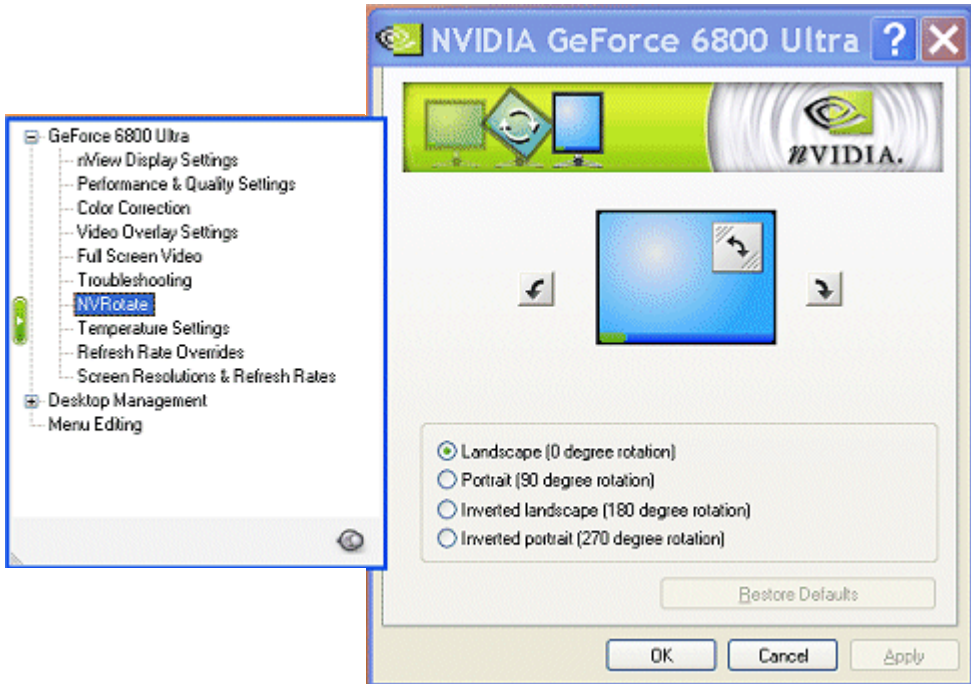 NVIDIA GeForce 6800 Ultra
nVIDIA.
GeForce 6800 Ultra
nView Display Settings
Performance & Quality Settings
Color Correction
Video Overlay Settings
Full Screen Video
Troubleshooting
NVRotate
Temperature Settings
Refresh Rate Overrides
Screen Resolutions & Refresh Rates
Desktop Management
Menu Editing
Landscape (0 degree rotation)
Portrait (90 degree rotation)
Inverted landscape (180 degree rotation)
Inverted portrait (270 degree rotation)
Restore Defaults
OK Cancel Apply